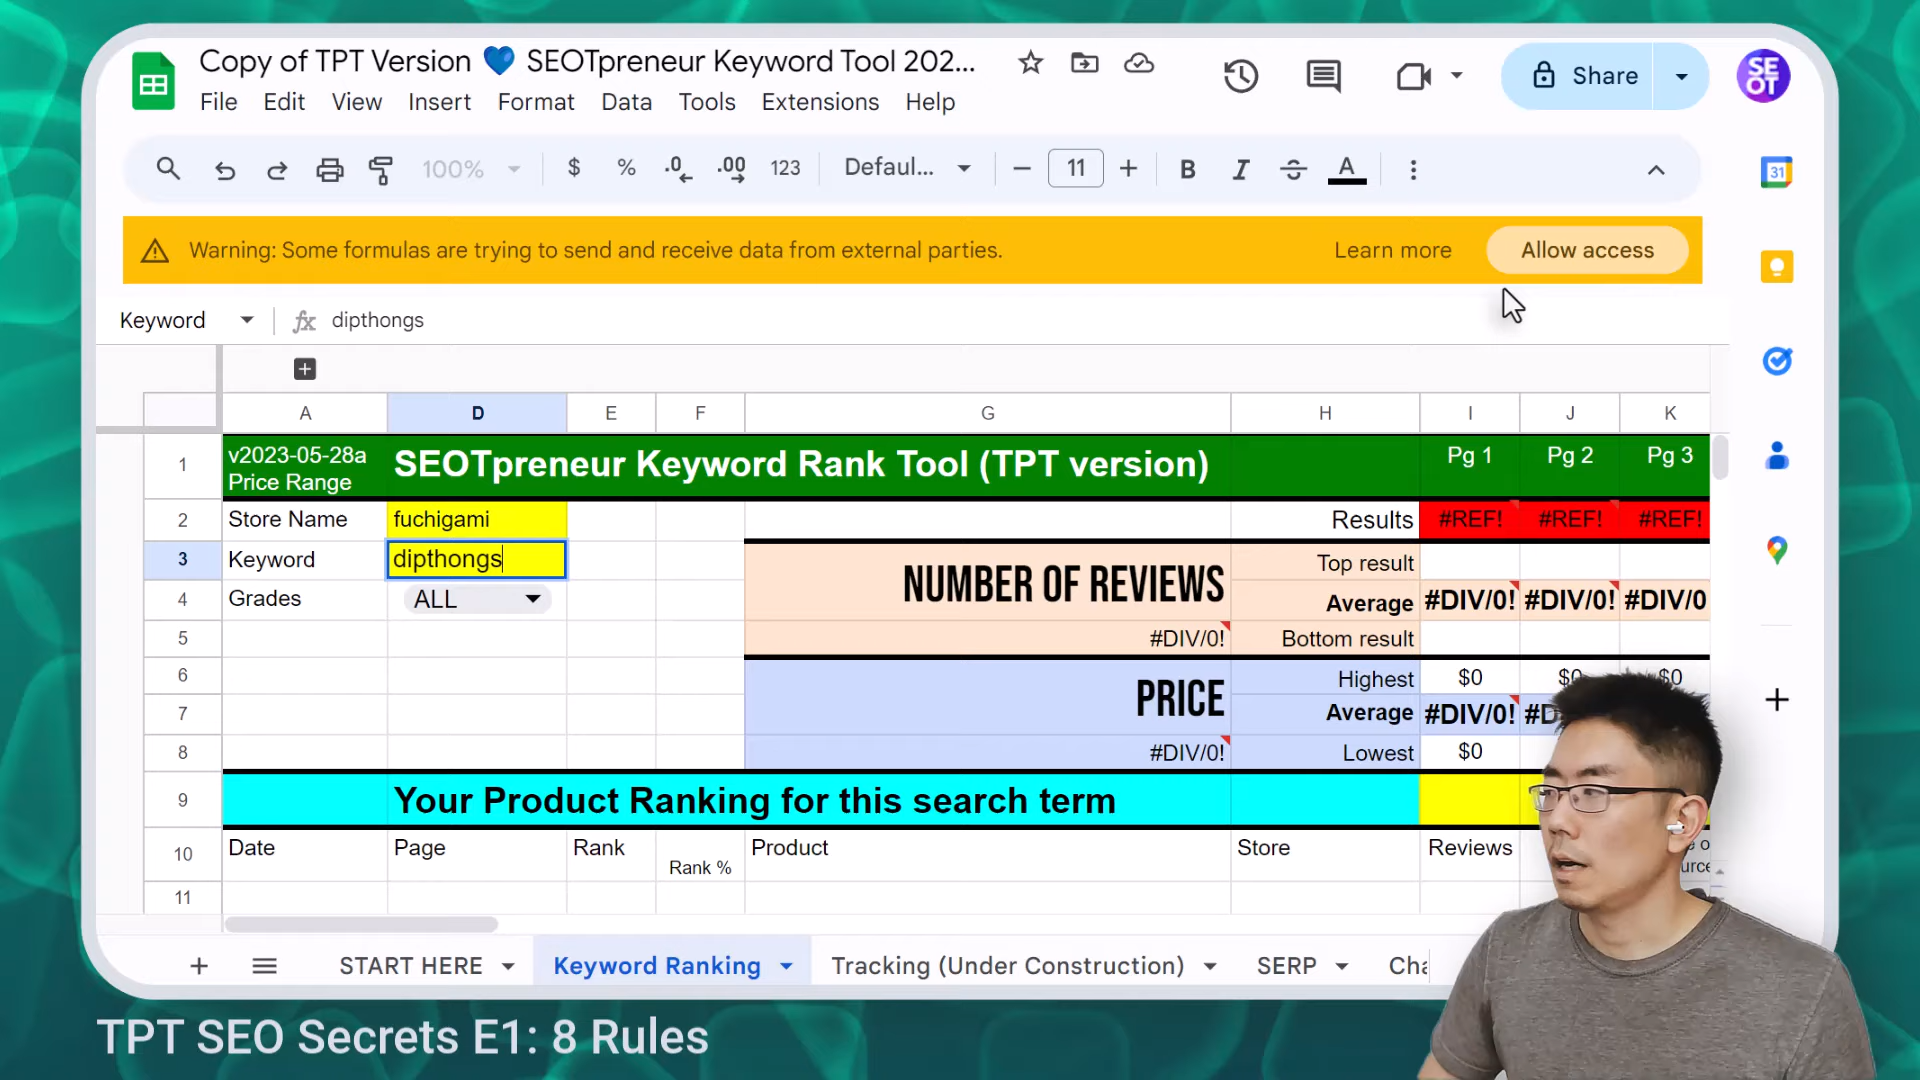 Copy of TPT Version 💙 SEOTpreneur Keyword Tool 202...
File Edit View Insert Format Data Tools Extensions Help
Share
SE
OT
100% $ % .0 .00 123 Defaul... 11 B I S A
31
Warning: Some formulas are trying to send and receive data from external parties. Learn more Allow access
Keyword fx dipthongs
A D E F G H I J K
1 v2023-05-28a
Price Range
SEOTpreneur Keyword Rank Tool (TPT version) Pg 1 Pg 2 Pg 3
2 Store Name fuchigami Results #REF! #REF! #REF!
3 Keyword dipthongs Top result
NUMBER OF REVIEWS
4 Grades ALL Average #DIV/0! #DIV/0! #DIV/0
5 #DIV/0! Bottom result
6 Highest $0 $0 $0
PRICE
7 Average #DIV/0! #D
8 #DIV/0! Lowest $0
9 Your Product Ranking for this search term
10 Date Page Rank Rank % Product Store Reviews
11
START HERE Keyword Ranking Tracking (Under Construction) SERP Cha
TPT SEO Secrets E1: 8 Rules